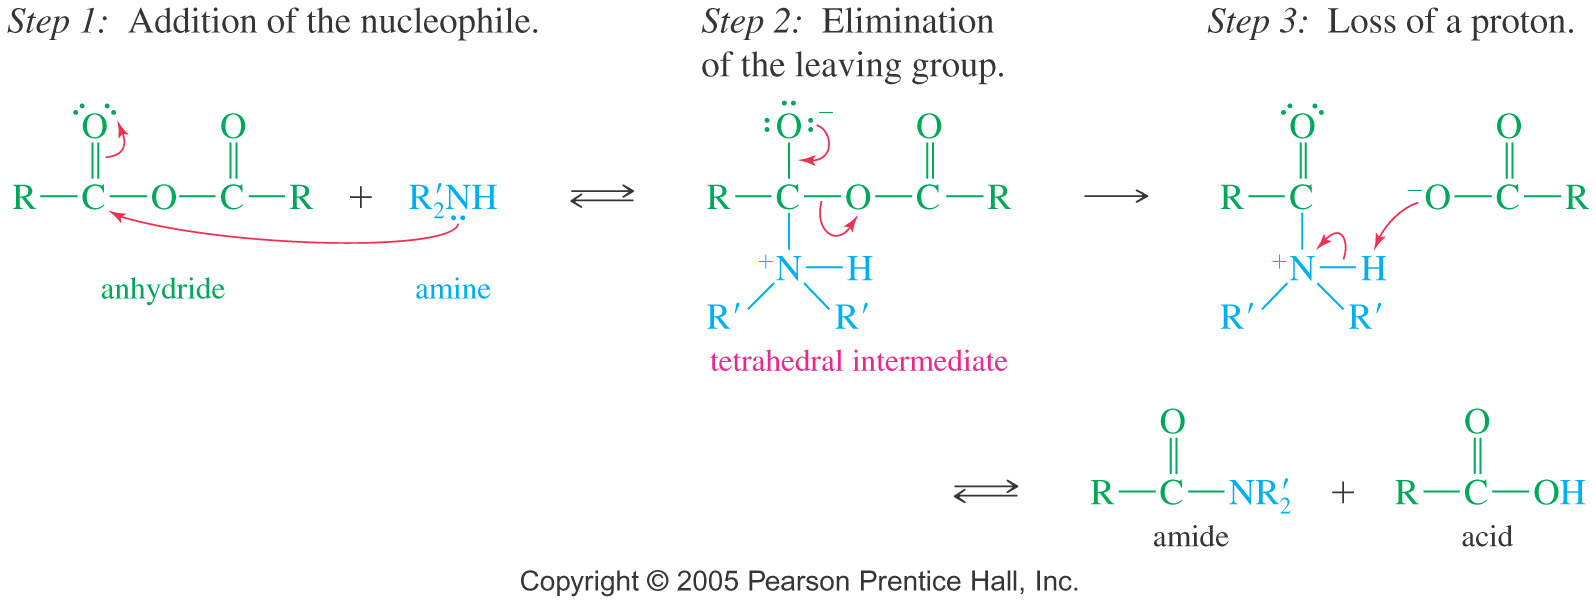 Step 1: Addition of the nucleophile.
Step 2: Elimination
of the leaving group.
Step 3: Loss of a proton.
O O
R—C—O—C—R + R′₂NH
anhydride amine
O⁻ O
R—C—O—C—R
⁺N—H
R′ R′
tetrahedral intermediate
O O
R—C ⁻O—C—R
⁺N—H
R′ R′
O O
R—C—NR′₂ + R—C—OH
amide acid
Copyright © 2005 Pearson Prentice Hall, Inc.